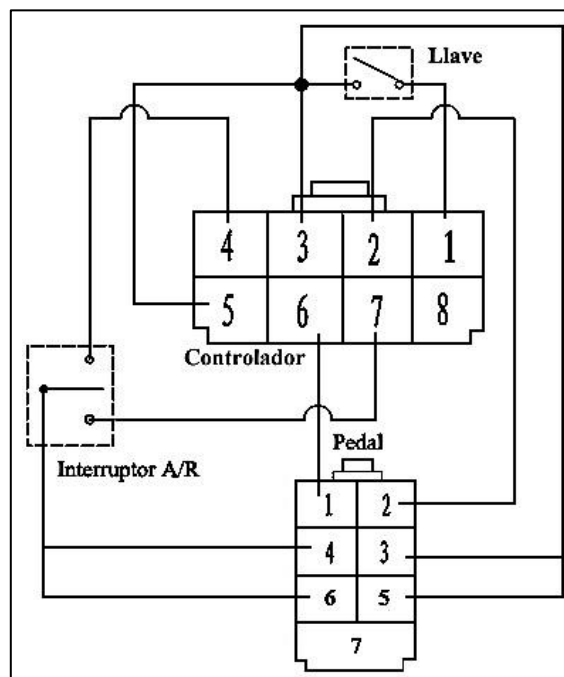 Llave
4 3 2 1
5 6 7 8
Controlador
Interruptor A/R
Pedal
1 2
4 3
6 5
7